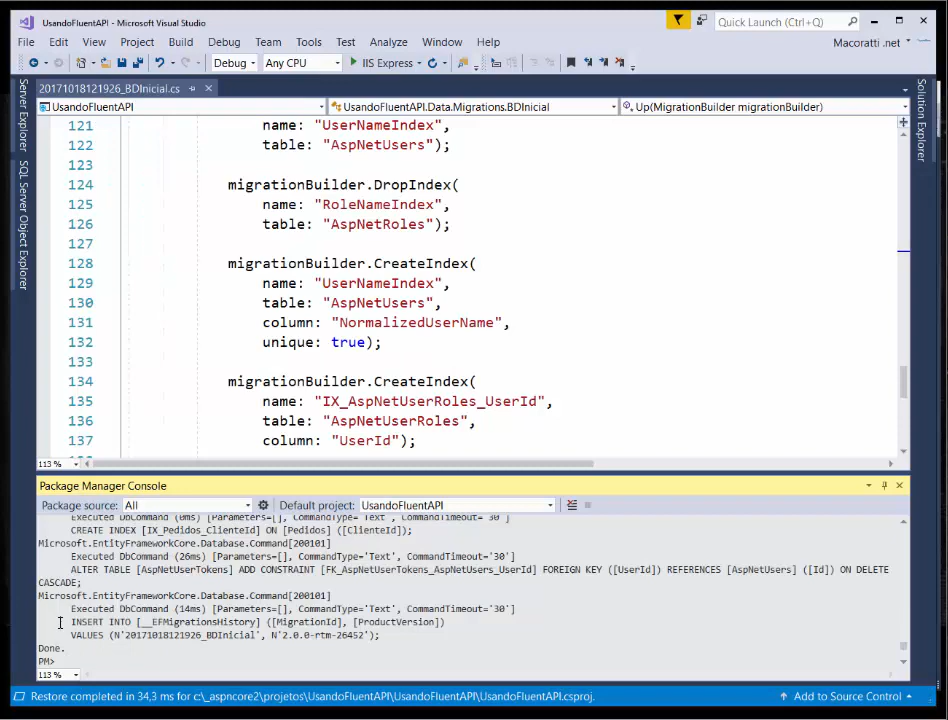 UsandoFluentAPI - Microsoft Visual Studio
Quick Launch (Ctrl+Q)
File Edit View Project Build Debug Team Tools Test Analyze Window Help
Macoratti .net
Debug Any CPU IIS Express
Server Explorer
SQL Server Object Explorer
Solution Explorer
20171018121926_BDInicial.cs
UsandoFluentAPI UsandoFluentAPI.Data.Migrations.BDInicial Up(MigrationBuilder migrationBuilder)
121 name: "UserNameIndex",
122 table: "AspNetUsers");
123
124 migrationBuilder.DropIndex(
125 name: "RoleNameIndex",
126 table: "AspNetRoles");
127
128 migrationBuilder.CreateIndex(
129 name: "UserNameIndex",
130 table: "AspNetUsers",
131 column: "NormalizedUserName",
132 unique: true);
133
134 migrationBuilder.CreateIndex(
135 name: "IX_AspNetUserRoles_UserId",
136 table: "AspNetUserRoles",
137 column: "UserId");
113 %
Package Manager Console
Package source: All Default project: UsandoFluentAPI
Executed DbCommand (0ms) [Parameters=[], CommandType='Text', CommandTimeout='30']
CREATE INDEX [IX_Pedidos_ClienteId] ON [Pedidos] ([ClienteId]);
Microsoft.EntityFrameworkCore.Database.Command[200101]
Executed DbCommand (26ms) [Parameters=[], CommandType='Text', CommandTimeout='30']
ALTER TABLE [AspNetUserTokens] ADD CONSTRAINT [FK_AspNetUserTokens_AspNetUsers_UserId] FOREIGN KEY ([UserId]) REFERENCES [AspNetUsers] ([Id]) ON DELETE
CASCADE;
Microsoft.EntityFrameworkCore.Database.Command[200101]
Executed DbCommand (14ms) [Parameters=[], CommandType='Text', CommandTimeout='30']
INSERT INTO [__EFMigrationsHistory] ([MigrationId], [ProductVersion])
VALUES (N'20171018121926_BDInicial', N'2.0.0-rtm-26452');
Done.
PM>
113 %
Restore completed in 34,3 ms for c:\_aspncore2\projetos\UsandoFluentAPI\UsandoFluentAPI\UsandoFluentAPI.csproj. Add to Source Control